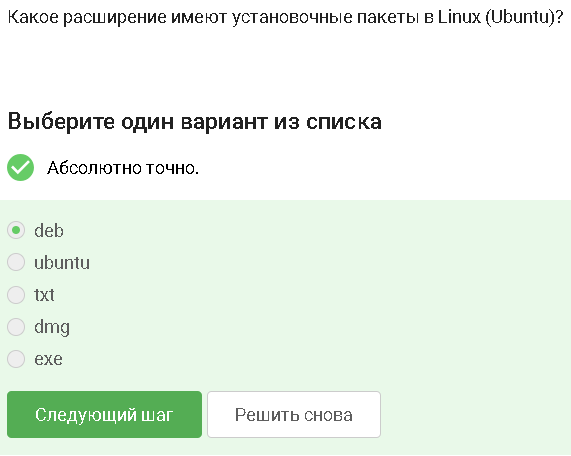 Какое расширение имеют установочные пакеты в Linux (Ubuntu)?
Выберите один вариант из списка
Абсолютно точно.
deb
ubuntu
txt
dmg
exe
Следующий шаг
Решить снова